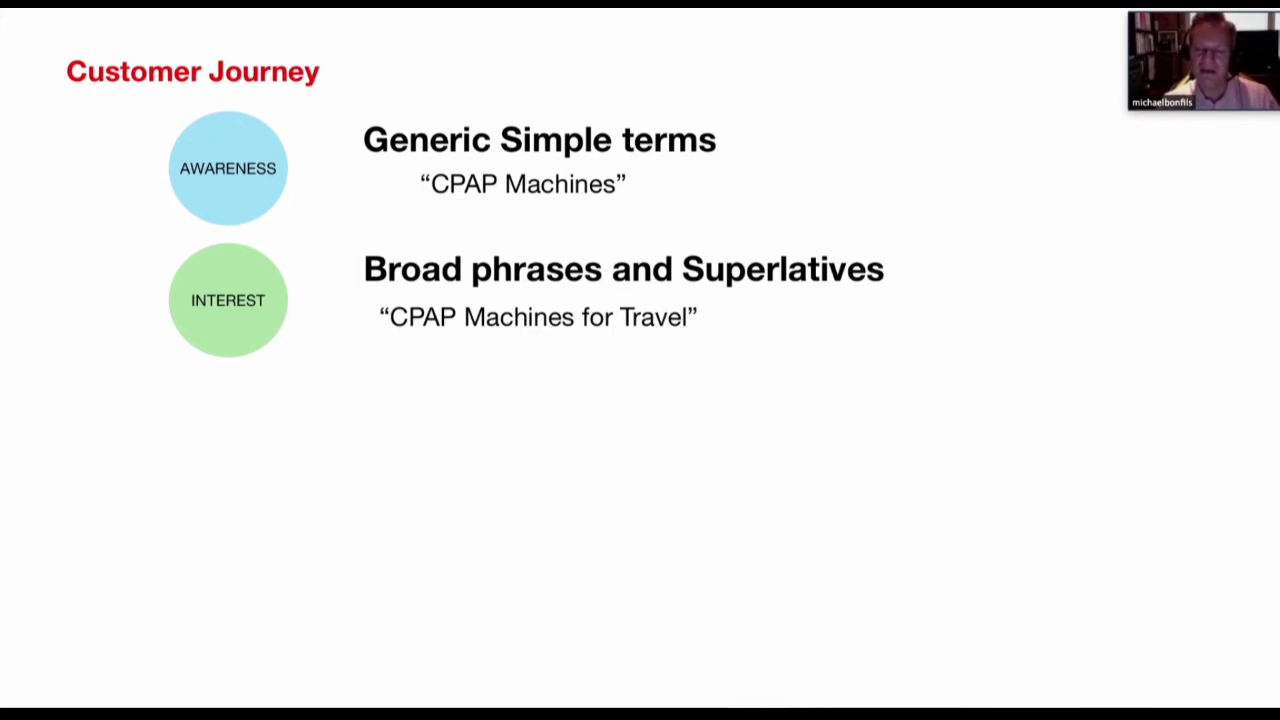 Customer Journey
michaelbonfils
AWARENESS
Generic Simple terms
“CPAP Machines”
INTEREST
Broad phrases and Superlatives
“CPAP Machines for Travel”